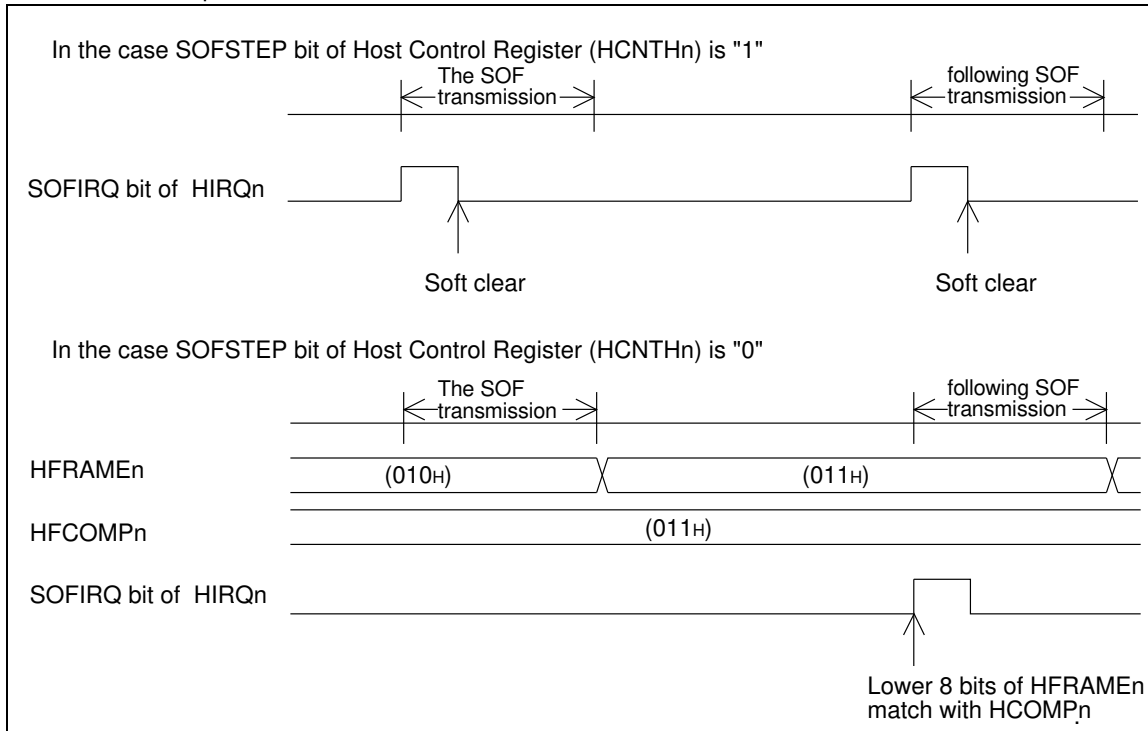 In the case SOFSTEP bit of Host Control Register (HCNTHn) is "1"
The SOF
transmission
following SOF
transmission
SOFIRQ bit of HIRQn
Soft clear
Soft clear
In the case SOFSTEP bit of Host Control Register (HCNTHn) is "0"
The SOF
transmission
following SOF
transmission
HFRAMEn
(010H)
(011H)
HFCOMPn
(011H)
SOFIRQ bit of HIRQn
Lower 8 bits of HFRAMEn
match with HCOMPn.